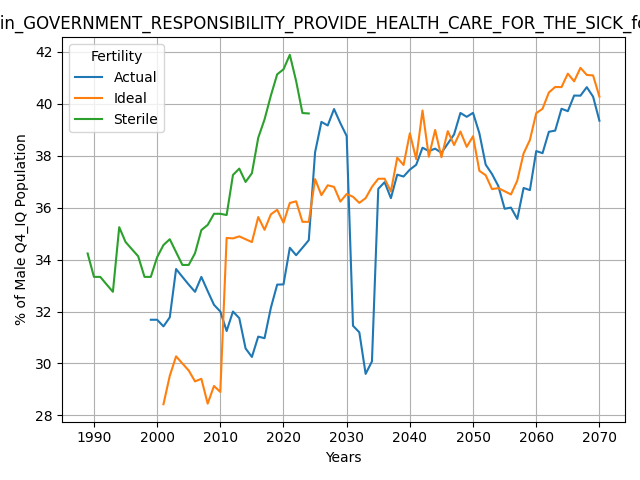 in_GOVERNMENT_RESPONSIBILITY_PROVIDE_HEALTH_CARE_FOR_THE_SICK_f
Fertility
Actual
Ideal
Sterile
% of Male Q4_IQ Population
42
40
38
36
34
32
30
28
1990
2000
2010
2020
2030
2040
2050
2060
2070
Years